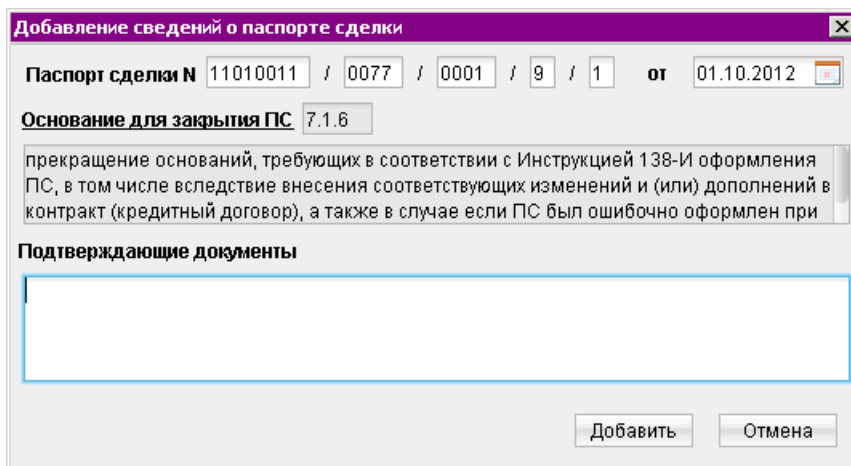 Добавление сведений о паспорте сделки
Паспорт сделки N 11010011 / 0077 / 0001 / 9 / 1 от 01.10.2012
Основание для закрытия ПС 7.1.6
прекращение оснований, требующих в соответствии с Инструкцией 138-И оформления
ПС, в том числе вследствие внесения соответствующих изменений и (или) дополнений в
контракт (кредитный договор), а также в случае если ПС был ошибочно оформлен при
Подтверждающие документы
Добавить Отмена